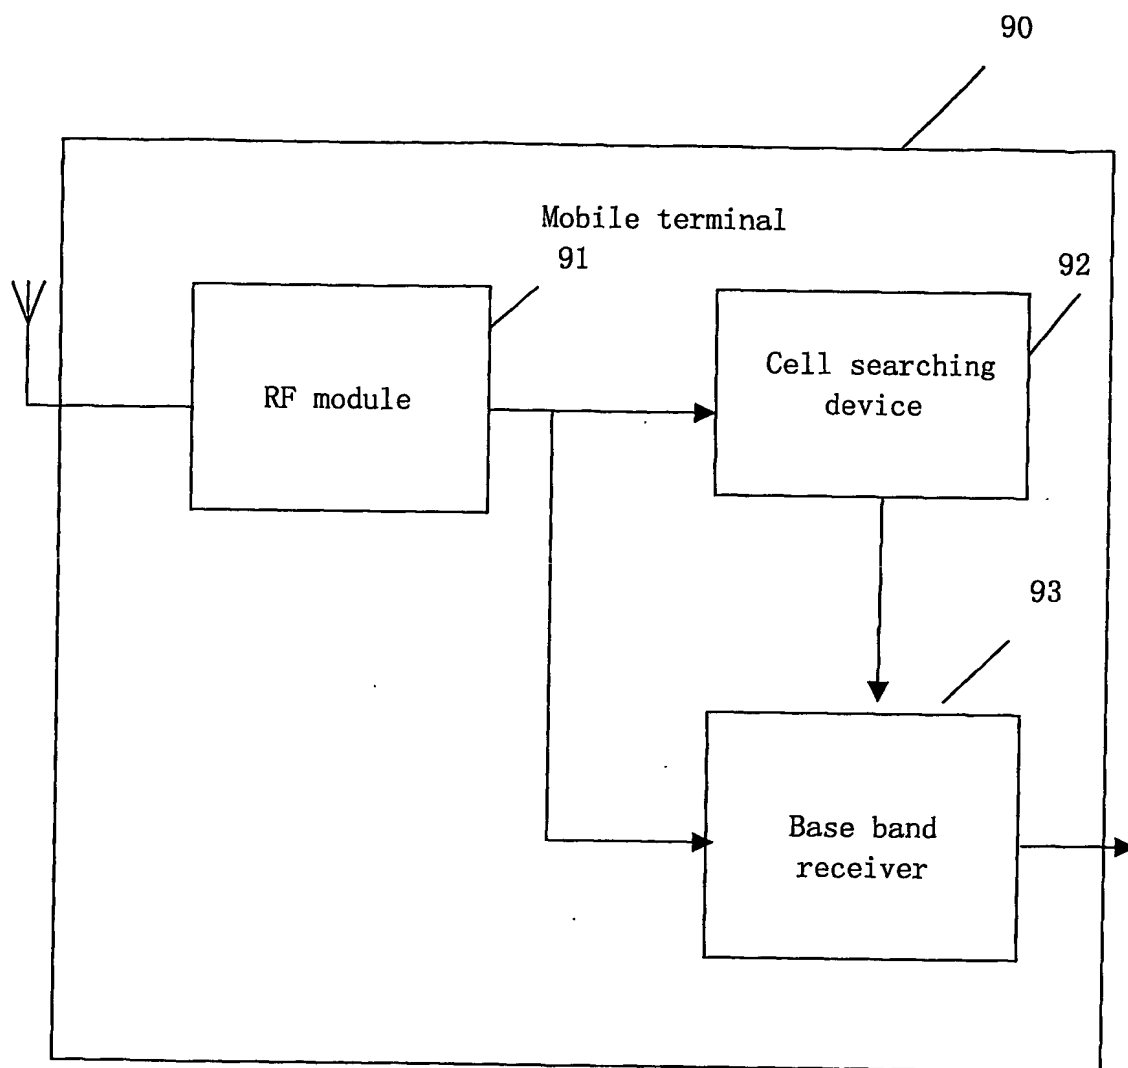 90
Mobile terminal
91
92
RF module
Cell searching
device
93
Base band
receiver